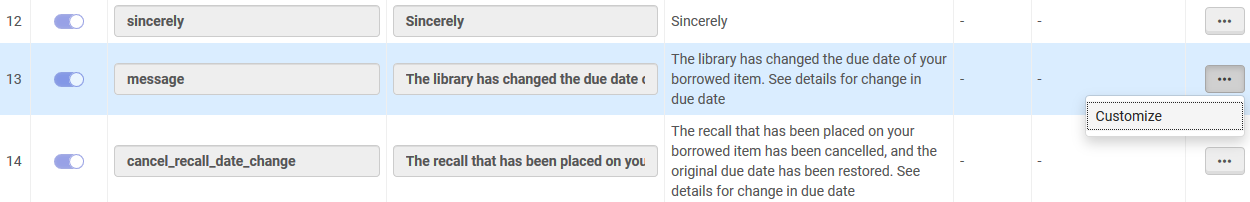 12 sincerely Sincerely Sincerely - - ...
13 message The library has changed the due date o The library has changed the due date of your borrowed item. See details for change in due date - - ...
Customize
14 cancel_recall_date_change The recall that has been placed on you The recall that has been placed on your borrowed item has been cancelled, and the original due date has been restored. See details for change in due date - - ...